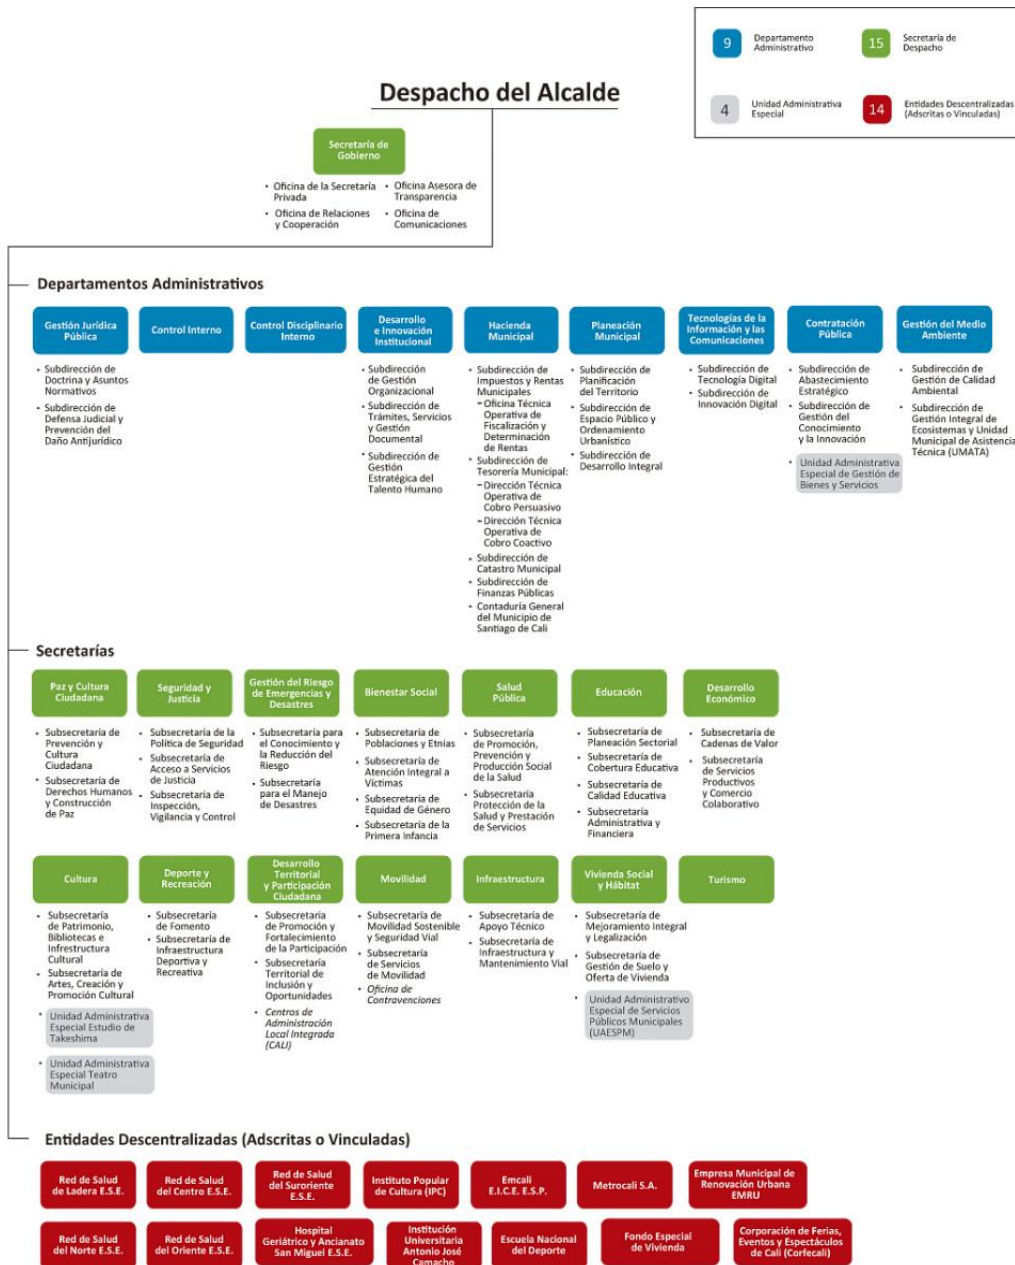 9
Departamento
Administrativo
15
Secretaría de
Despacho
4
Unidad Administrativa
Especial
14
Entidades Descentralizadas
(Adscritas o Vinculadas)
Despacho del Alcalde
Secretaría de
Gobierno
• Oficina de la Secretaría
Privada
• Oficina de Relaciones
y Cooperación
• Oficina Asesora de
Transparencia
• Oficina de
Comunicaciones
Departamentos Administrativos
Gestión Jurídica
Pública
• Subdirección de
Doctrina y Asuntos
Normativos
• Subdirección de
Defensa Judicial y
Prevención del
Daño Antijurídico
Control Interno
Control Disciplinario
Interno
Desarrollo
e Innovación
Institucional
• Subdirección
de Gestión
Organizacional
• Subdirección de
Trámites, Servicios
y Gestión
Documental
• Subdirección de
Gestión
Estratégica del
Talento Humano
Hacienda
Municipal
• Subdirección de
Impuestos y Rentas
Municipales
– Oficina Técnica
Operativa de
Fiscalización y
Determinación
de Rentas
• Subdirección de
Tesorería Municipal:
– Dirección Técnica
Operativa de
Cobro Persuasivo
– Dirección Técnica
Operativa de
Cobro Coactivo
• Subdirección de
Catastro Municipal
• Subdirección de
Finanzas Públicas
• Contaduría General
del Municipio de
Santiago de Cali
Planeación
Municipal
• Subdirección de
Planificación
del Territorio
• Subdirección de
Espacio Público y
Ordenamiento
Urbanístico
• Subdirección de
Desarrollo Integral
Tecnologías de la
Información y las
Comunicaciones
• Subdirección de
Tecnología Digital
• Subdirección de
Innovación Digital
Contratación
Pública
• Subdirección de
Abastecimiento
Estratégico
• Subdirección de
Gestión del
Conocimiento
y la Innovación
• Unidad Administrativa
Especial de Gestión de
Bienes y Servicios
Gestión del Medio
Ambiente
• Subdirección de
Gestión de Calidad
Ambiental
• Subdirección de
Gestión Integral de
Ecosistemas y Unidad
Municipal de Asistencia
Técnica (UMATA)
Secretarías
Paz y Cultura
Ciudadana
• Subsecretaría de
Prevención y
Cultura
Ciudadana
• Subsecretaría de
Derechos Humanos
y Construcción
de Paz
Seguridad y
Justicia
• Subsecretaría de la
Política de Seguridad
• Subsecretaría de
Acceso a Servicios
de Justicia
• Subsecretaría de
Inspección,
Vigilancia y Control
Gestión del Riesgo
de Emergencias y
Desastres
• Subsecretaría para
el Conocimiento y
la Reducción del
Riesgo
• Subsecretaría
para el Manejo
de Desastres
Bienestar Social
• Subsecretaría de
Poblaciones y Etnias
• Subsecretaría de
Atención Integral a
Víctimas
• Subsecretaría de
Equidad de Género
• Subsecretaría de la
Primera Infancia
Salud
Pública
• Subsecretaría
de Promoción,
Prevención y
Producción Social
de la Salud
• Subsecretaría
Protección de la
Salud y Prestación
de Servicios
Educación
• Subsecretaría de
Planeación Sectorial
• Subsecretaría de
Cobertura Educativa
• Subsecretaría de
Calidad Educativa
• Subsecretaría
Administrativa y
Financiera
Desarrollo
Económico
• Subsecretaría de
Cadenas de Valor
• Subsecretaría
de Servicios
Productivos
y Comercio
Colaborativo
Cultura
• Subsecretaría
de Patrimonio,
Bibliotecas e
Infrestructura
Cultural
• Subsecretaría de
Artes, Creación y
Promoción Cultural
• Unidad Administrativa
Especial Estudio de
Takeshima
• Unidad Administrativa
Especial Teatro
Municipal
Deporte y
Recreación
• Subsecretaría
de Fomento
• Subsecretaría de
Infraestructura
Deportiva y
Recreativa
Desarrollo
Territorial
y Participación
Ciudadana
• Subsecretaría
de Promoción y
Fortalecimiento
de la Participación
• Subsecretaría
Territorial de
Inclusión y
Oportunidades
• Centros de
Administración
Local Integrada
(CALI)
Movilidad
• Subsecretaría de
Movilidad Sostenible
y Seguridad Vial
• Subsecretaría
de Servicios
de Movilidad
• Oficina de
Contravenciones
Infraestructura
• Subsecretaría de
Apoyo Técnico
• Subsecretaría de
Infraestructura y
Mantenimiento Vial
Vivienda Social
y Hábitat
• Subsecretaría de
Mejoramiento Integral
y Legalización
• Subsecretaría de
Gestión de Suelo y
Oferta de Vivienda
• Unidad Administrativo
Especial de Servicios
Públicos Municipales
(UAESPM)
Turismo
Entidades Descentralizadas (Adscritas o Vinculadas)
Red de Salud
de Ladera E.S.E.
Red de Salud
del Centro E.S.E.
Red de Salud
del Suroriente
E.S.E.
Instituto Popular
de Cultura (IPC)
Emcali
E.I.C.E. E.S.P.
Metrocali S.A.
Empresa Municipal de
Renovación Urbana
EMRU
Red de Salud
del Norte E.S.E.
Red de Salud
del Oriente E.S.E.
Hospital
Geriátrico y Ancianato
San Miguel E.S.E.
Institución
Universitaria
Antonio José
Camacho
Escuela Nacional
del Deporte
Fondo Especial
de Vivienda
Corporación de Ferias,
Eventos y Espectáculos
de Cali (Corfecali)